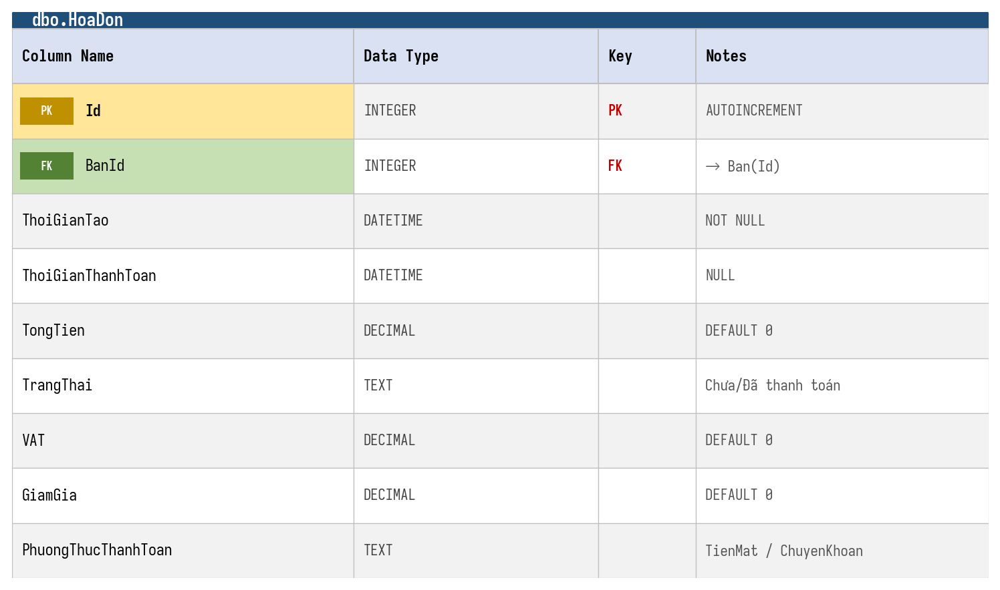 dbo.HoaDon
Column Name Data Type Key Notes
PK Id INTEGER PK AUTOINCREMENT
FK BanId INTEGER FK → Ban(Id)
ThoiGianTao DATETIME NOT NULL
ThoiGianThanhToan DATETIME NULL
TongTien DECIMAL DEFAULT 0
TrangThai TEXT Chưa/Đã thanh toán
VAT DECIMAL DEFAULT 0
GiamGia DECIMAL DEFAULT 0
PhuongThucThanhToan TEXT TienMat / ChuyenKhoan